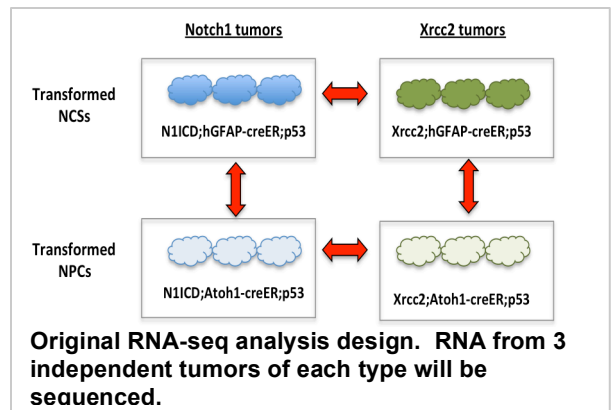 Notch1 tumors
Xrcc2 tumors
Transformed
NCSs
N1ICD;hGFAP-creER;p53
Xrcc2;hGFAP-creER;p53
Transformed
NPCs
N1ICD;Atoh1-creER;p53
Xrcc2;Atoh1-creER;p53
Original RNA-seq analysis design.  RNA from 3
independent tumors of each type will be
sequenced.